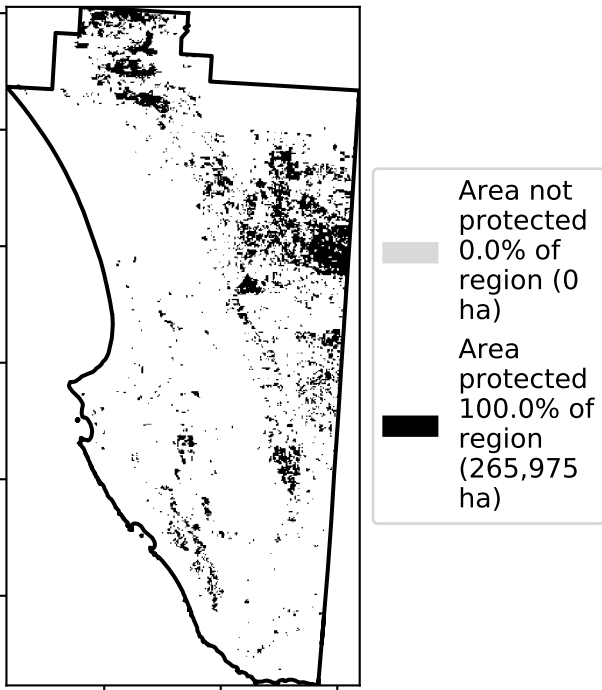 Area not
protected
0.0% of
region (0
ha)
Area
protected
100.0% of
region
(265,975
ha)